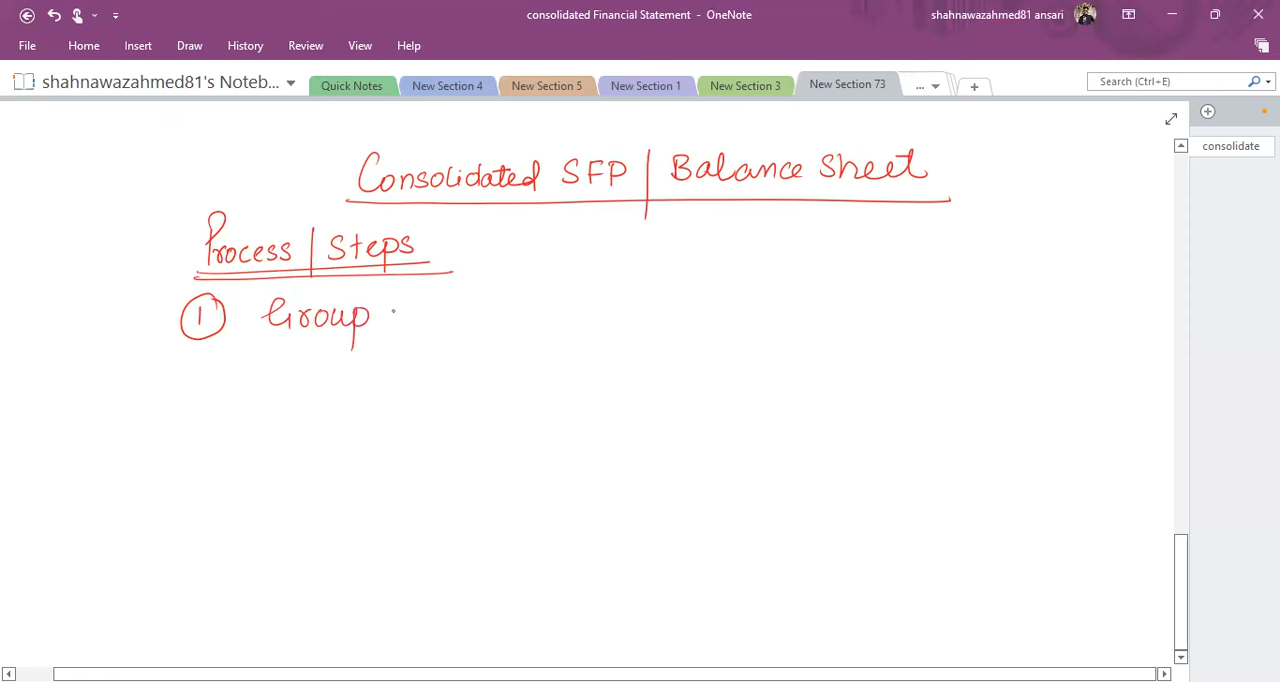 consolidated Financial Statement - OneNote
shahnawazahmed81 ansari
File Home Insert Draw History Review View Help
shahnawazahmed81's Noteb... Quick Notes New Section 4 New Section 5 New Section 1 New Section 3 New Section 73 ... + Search (Ctrl+E)
consolidate
Consolidated SFP | Balance Sheet
Process | Steps
① Group